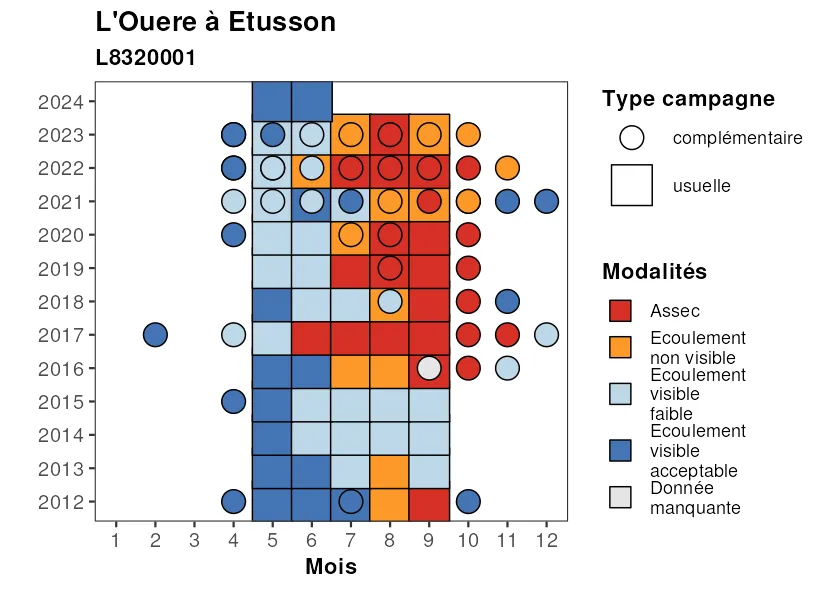 L'Ouere à Etusson
L8320001
2024
2023
2022
2021
2020
2019
2018
2017
2016
2015
2014
2013
2012
1 2 3 4 5 6 7 8 9 10 11 12
Mois
Type campagne
complémentaire
usuelle
Modalités
Assec
Ecoulement
non visible
Ecoulement
visible
faible
Ecoulement
visible
acceptable
Donnée
manquante